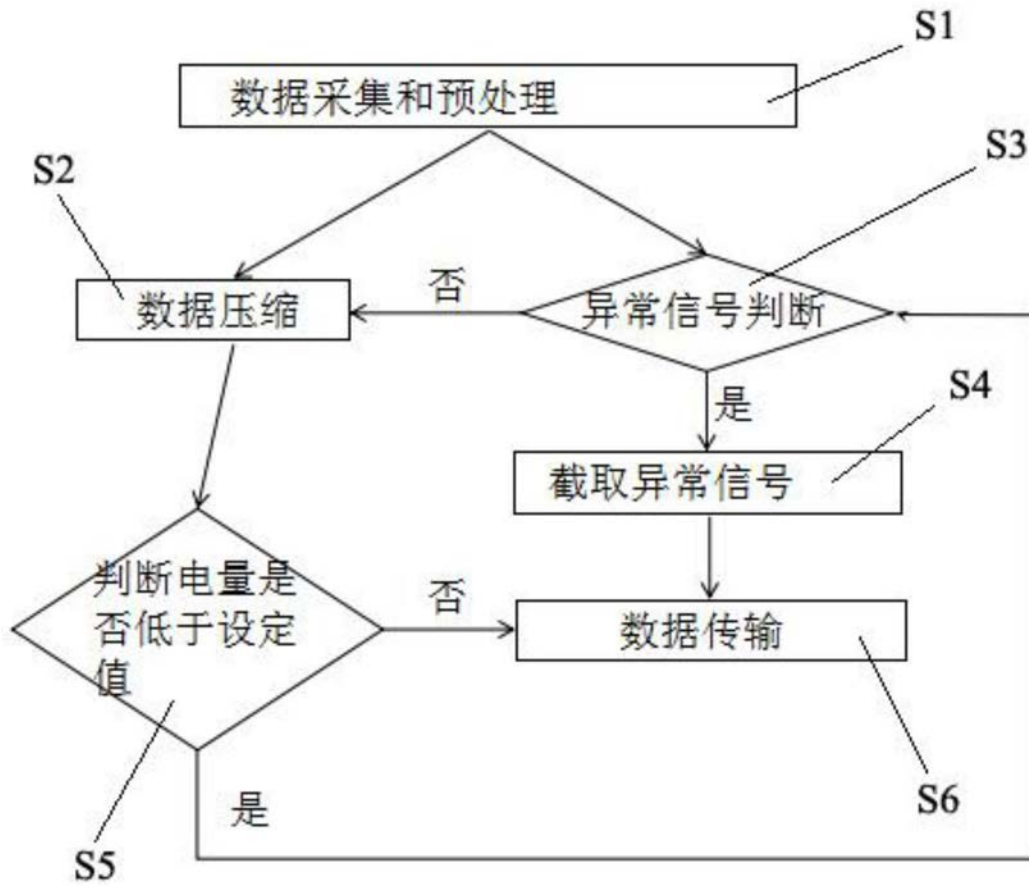 S1
数据采集和预处理
S3
S2
否
数据压缩
异常信号判断
是
S4
截取异常信号
判断电量是
否低于设定
值
否
数据传输
S6
是
S5